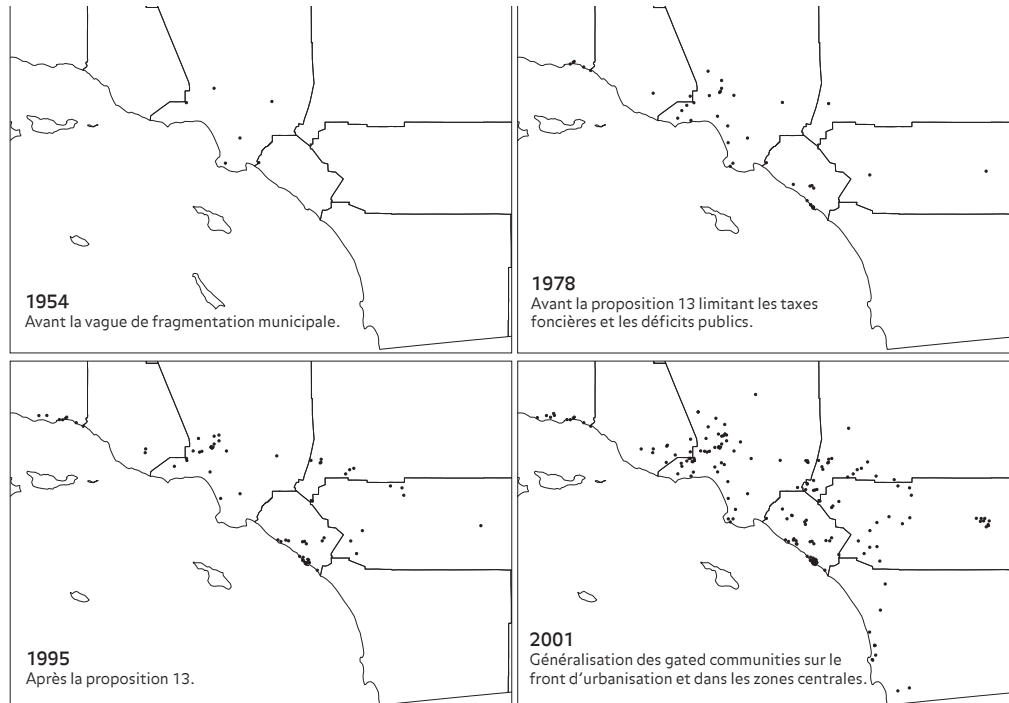 1954
Avant la vague de fragmentation municipale.
1978
Avant la proposition 13 limitant les taxes
foncières et les déficits publics.
1995
Après la proposition 13.
2001
Généralisation des gated communities sur le
front d'urbanisation et dans les zones centrales.